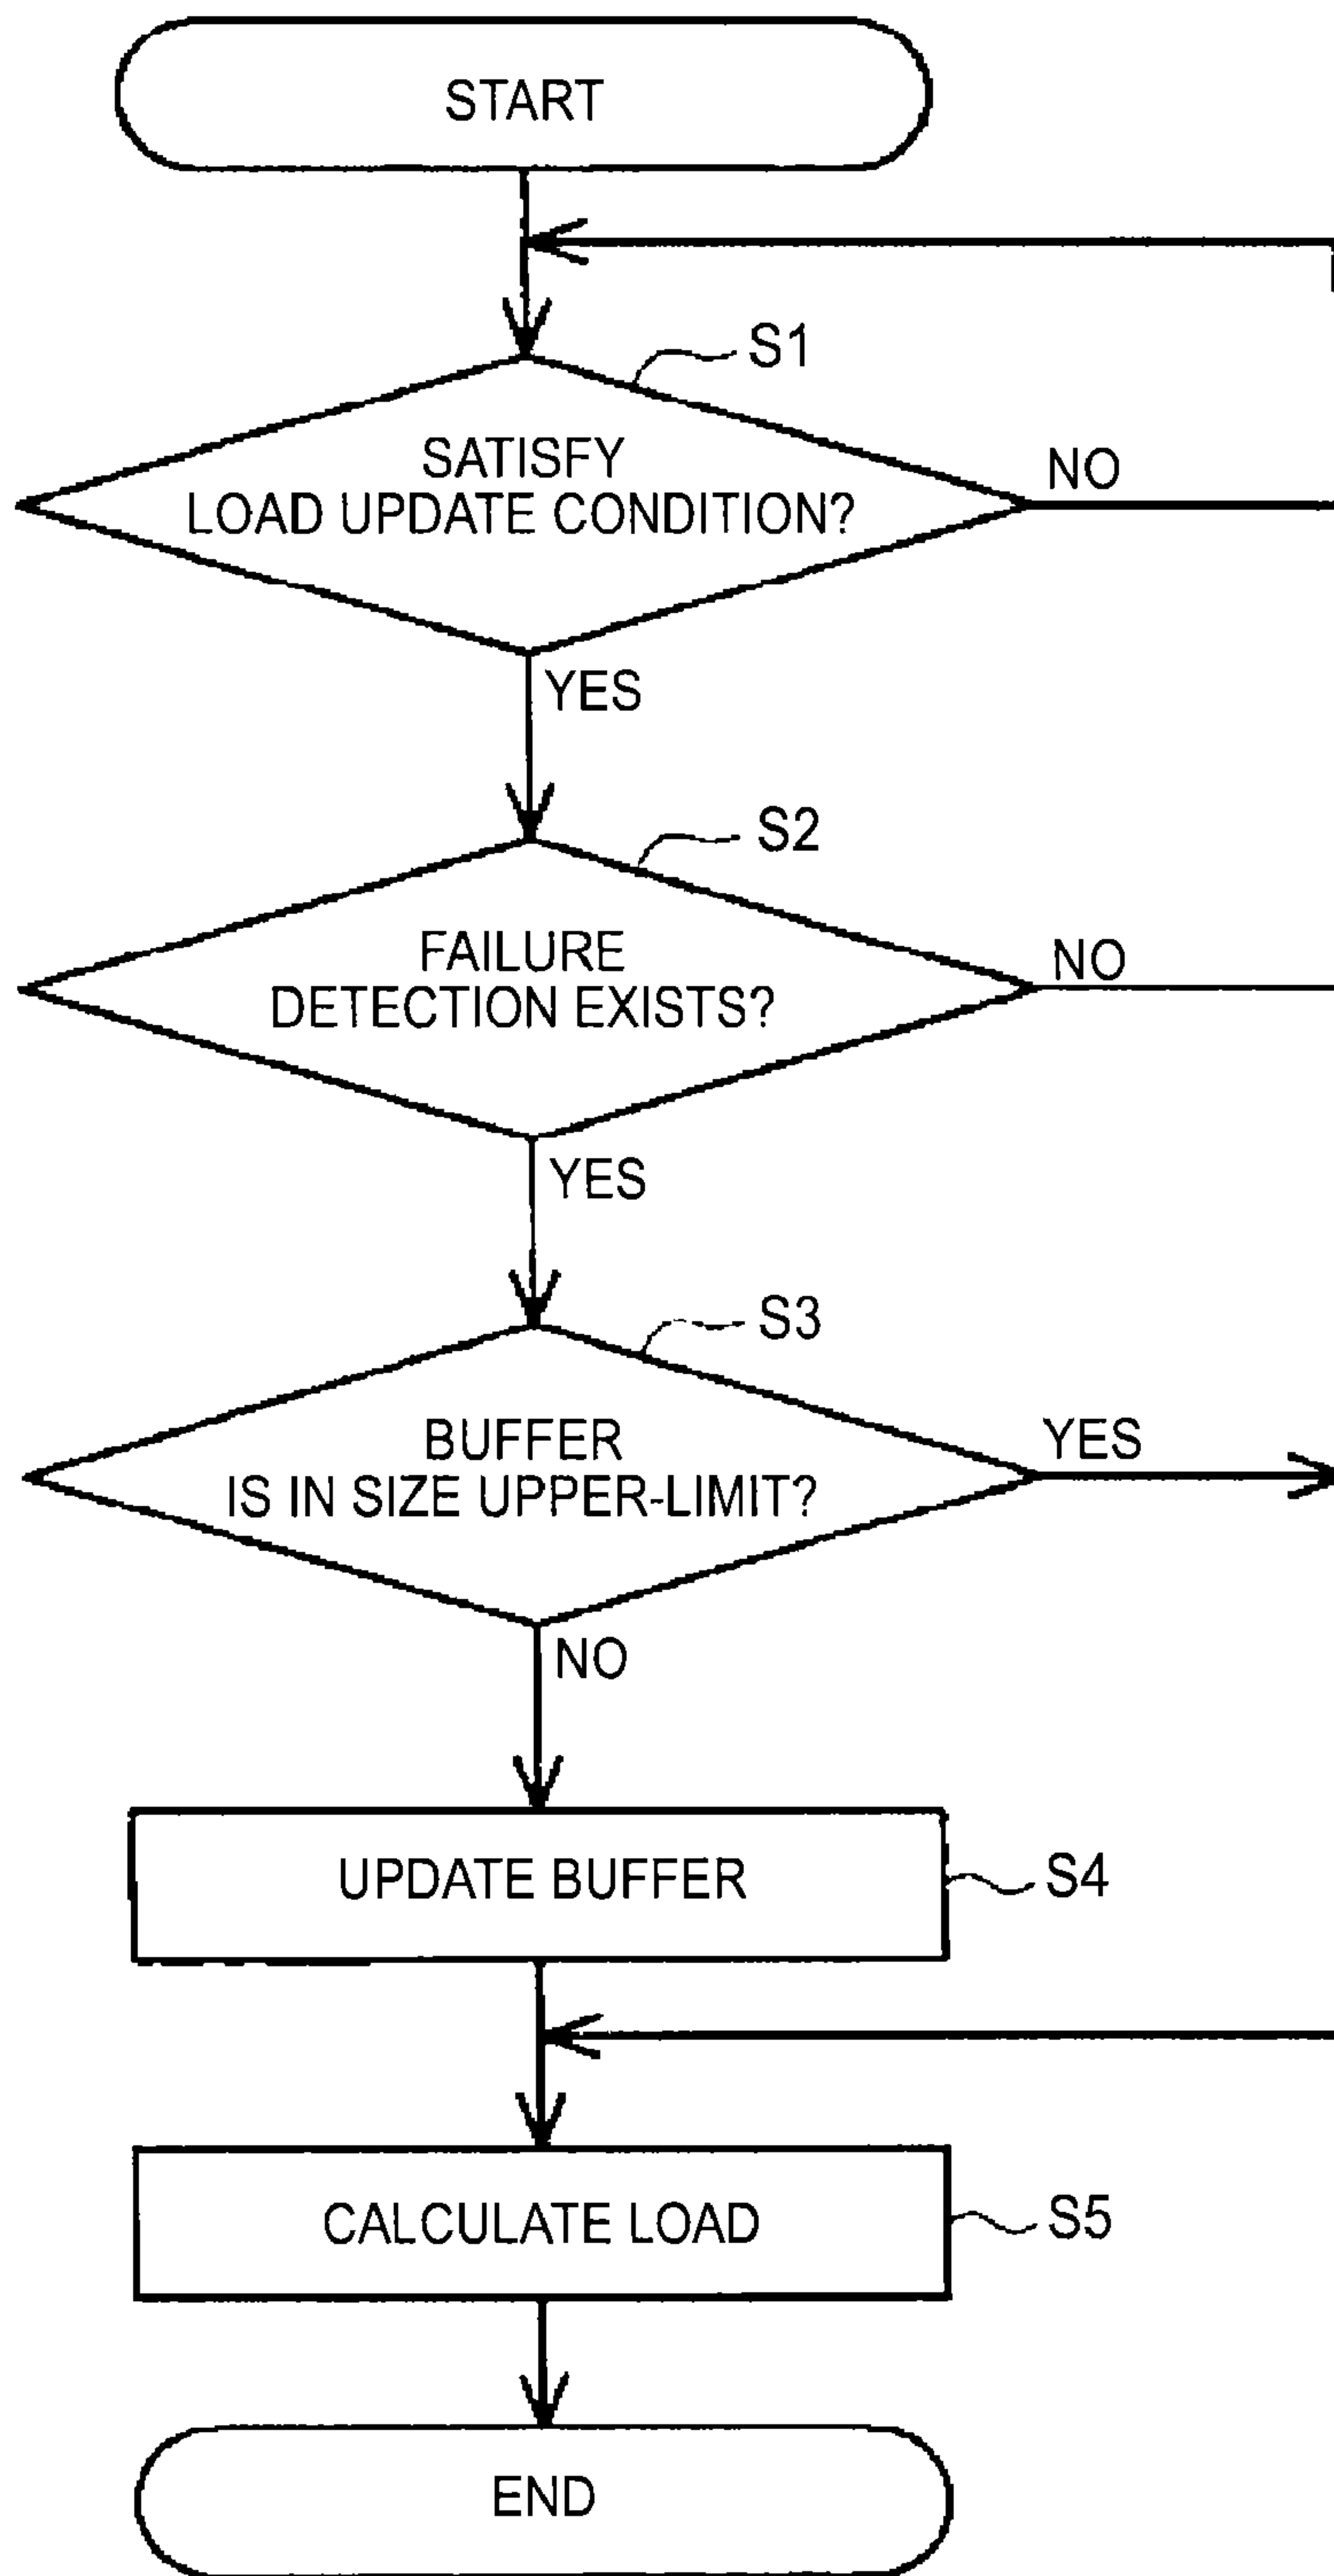 START
S1
SATISFY
LOAD UPDATE CONDITION?
NO
YES
S2
FAILURE
DETECTION EXISTS?
NO
YES
S3
BUFFER
IS IN SIZE UPPER-LIMIT?
YES
NO
UPDATE BUFFER
S4
CALCULATE LOAD
S5
END